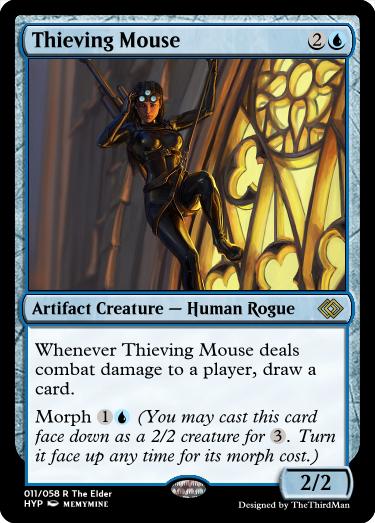 Thieving Mouse 2
Artifact Creature — Human Rogue
Whenever Thieving Mouse deals
combat damage to a player, draw a
card.
Morph 1 (You may cast this card
face down as a 2/2 creature for 3. Turn
it face up any time for its morph cost.)
2/2
011/058 R The Elder
HYP MEMYMINE
Designed by TheThirdMan